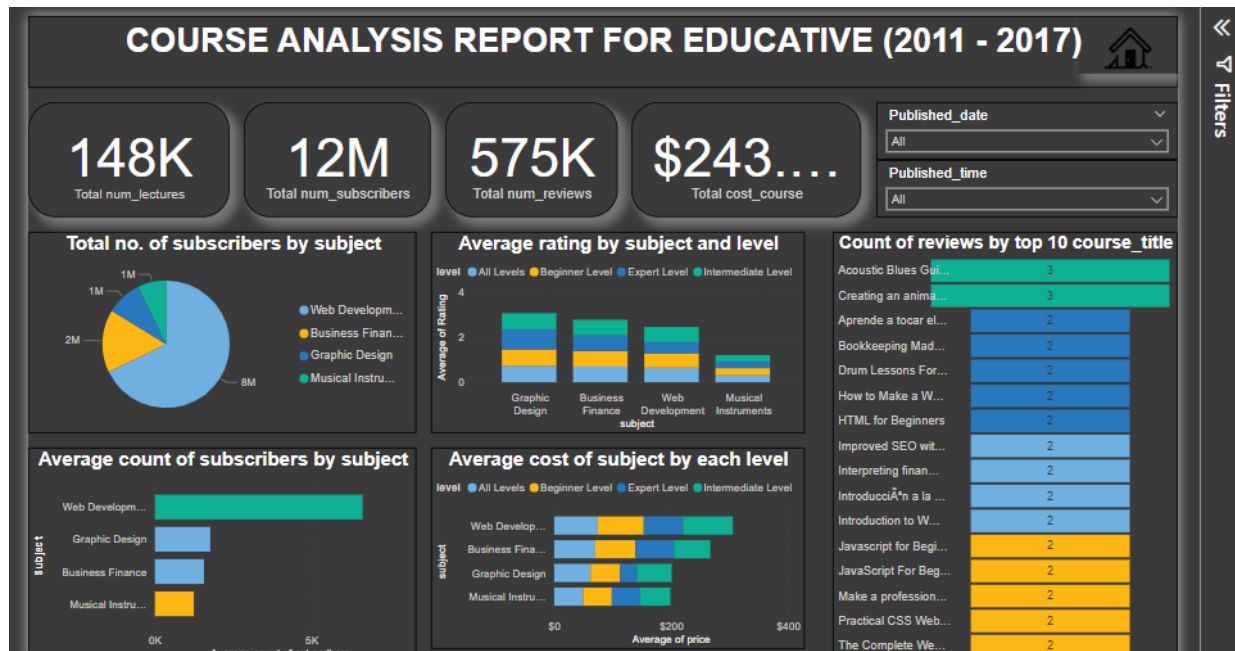 COURSE ANALYSIS REPORT FOR EDUCATIVE (2011 - 2017)
Filters
148K
Total num_lectures
12M
Total num_subscribers
575K
Total num_reviews
$243....
Total cost_course
Published_date
All
Published_time
All
Total no. of subscribers by subject
1M
1M
2M
8M
Web Developm...
Business Finan...
Graphic Design
Musical Instru...
Average rating by subject and level
level All Levels Beginner Level Expert Level Intermediate Level
Average of Rating
4
2
0
Graphic Design
Business Finance
Web Development
Musical Instruments
subject
Count of reviews by top 10 course_title
Acoustic Blues Gui... 3
Creating an anima... 3
Aprende a tocar el... 2
Bookkeeping Mad... 2
Drum Lessons For... 2
How to Make a W... 2
HTML for Beginners 2
Improved SEO wit... 2
Interpreting finan... 2
IntroducciÃªn a la ... 2
Introduction to W... 2
Javascript for Begi... 2
JavaScript For Beg... 2
Make a profession... 2
Practical CSS Web... 2
The Complete We... 2
Average count of subscribers by subject
subject
Web Developm...
Graphic Design
Business Finance
Musical Instru...
0K
5K
Average cost of subject by each level
level All Levels Beginner Level Expert Level Intermediate Level
subject
Web Develop...
Business Fina...
Graphic Design
Musical Instru...
$0
$200
$400
Average of price